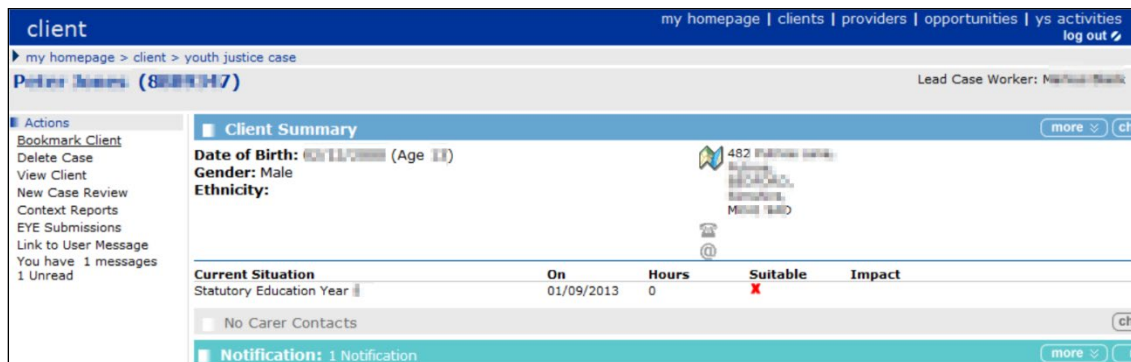 client
my homepage | clients | providers | opportunities | ys activities
log out
my homepage > client > youth justice case
Lead Case Worker:
Actions
Bookmark Client
Delete Case
View Client
New Case Review
Context Reports
EYE Submissions
Link to User Message
You have 1 messages
1 Unread
Client Summary
more
Date of Birth: (Age
Gender: Male
Ethnicity:
482
Current Situation On Hours Suitable Impact
Statutory Education Year 01/09/2013 0 X
No Carer Contacts
Notification: 1 Notification
more